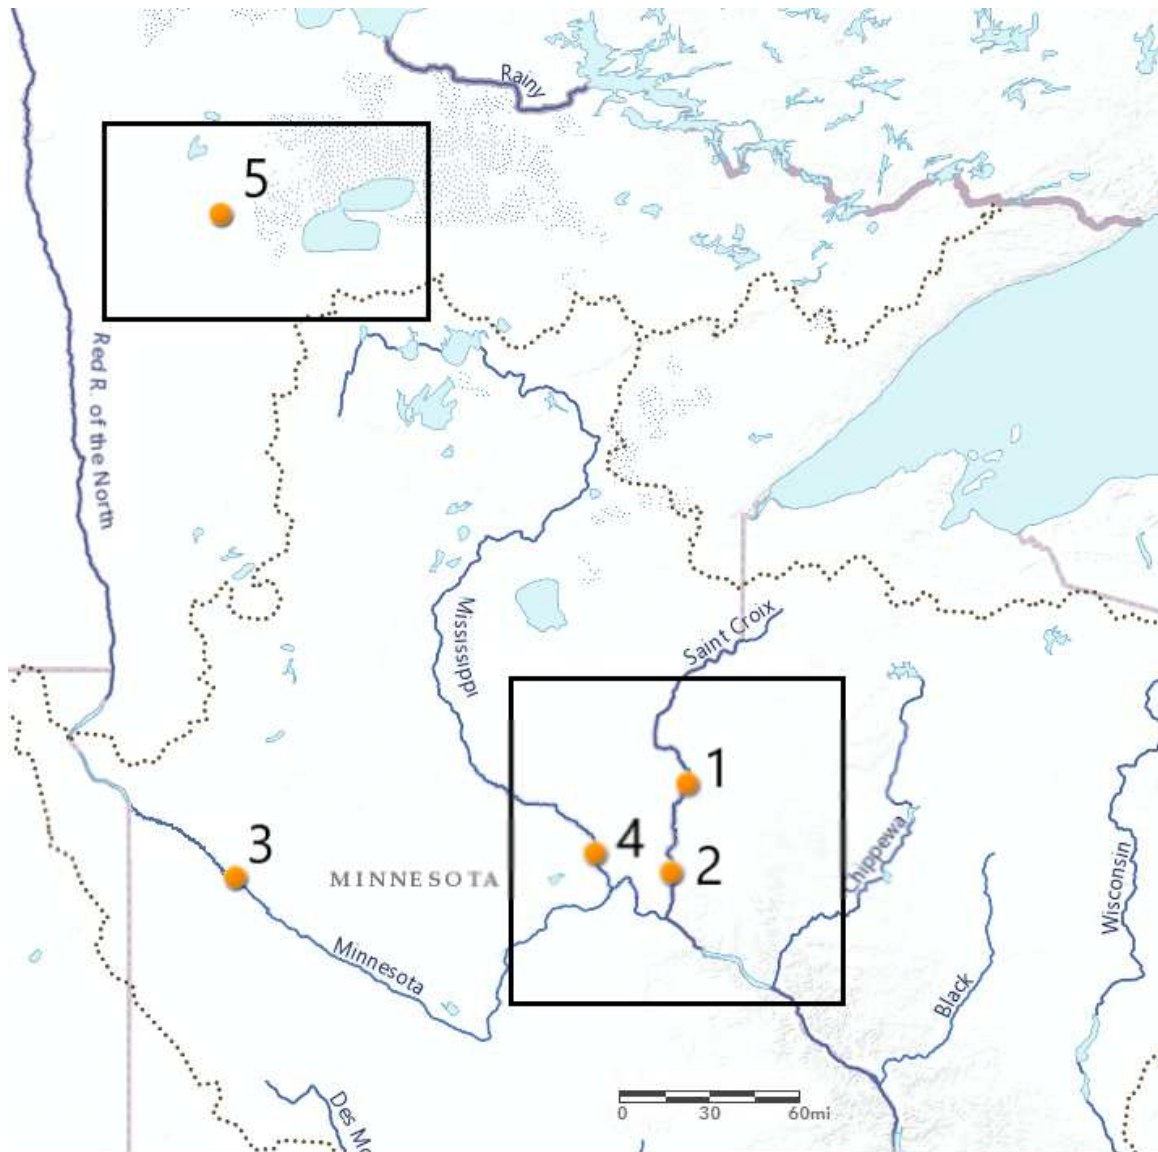 Rainy
5
Red R. of the North
Mississippi
Saint Croix
1
3
4
2
MINNESOTA
Chippewa
Wisconsin
Minnesota
Black
0 30 60mi
Des Mo